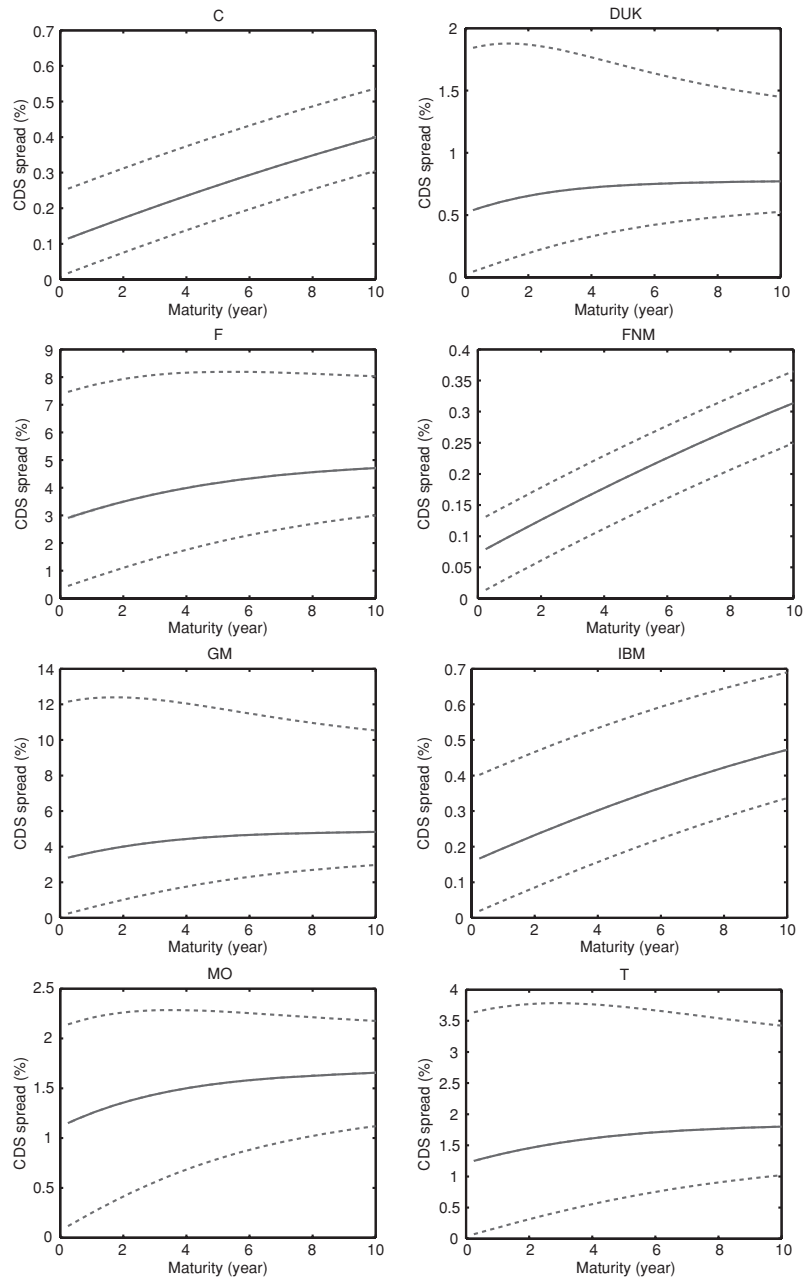 C
CDS spread (%)
0.7
0.6
0.5
0.4
0.3
0.2
0.1
0
0 2 4 6 8 10
Maturity (year)
DUK
CDS spread (%)
2
1.5
1
0.5
0
0 2 4 6 8 10
Maturity (year)
F
CDS spread (%)
9
8
7
6
5
4
3
2
1
0
0 2 4 6 8 10
Maturity (year)
FNM
CDS spread (%)
0.4
0.35
0.3
0.25
0.2
0.15
0.1
0.05
0
0 2 4 6 8 10
Maturity (year)
GM
CDS spread (%)
14
12
10
8
6
4
2
0
0 2 4 6 8 10
Maturity (year)
IBM
CDS spread (%)
0.7
0.6
0.5
0.4
0.3
0.2
0.1
0
0 2 4 6 8 10
Maturity (year)
MO
CDS spread (%)
2.5
2
1.5
1
0.5
0
0 2 4 6 8 10
Maturity (year)
T
CDS spread (%)
4
3.5
3
2.5
2
1.5
1
0.5
0
0 2 4 6 8 10
Maturity (year)